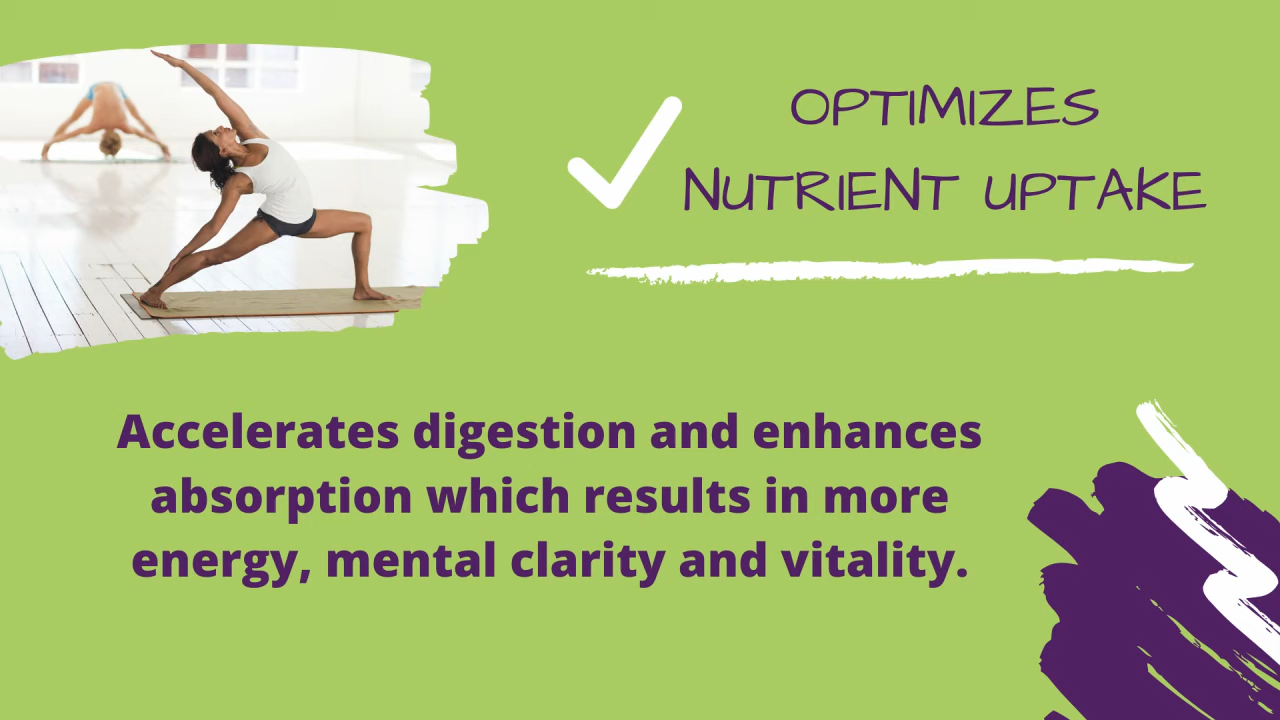 OPTIMIZES
NUTRIENT UPTAKE
Accelerates digestion and enhances
absorption which results in more
energy, mental clarity and vitality.